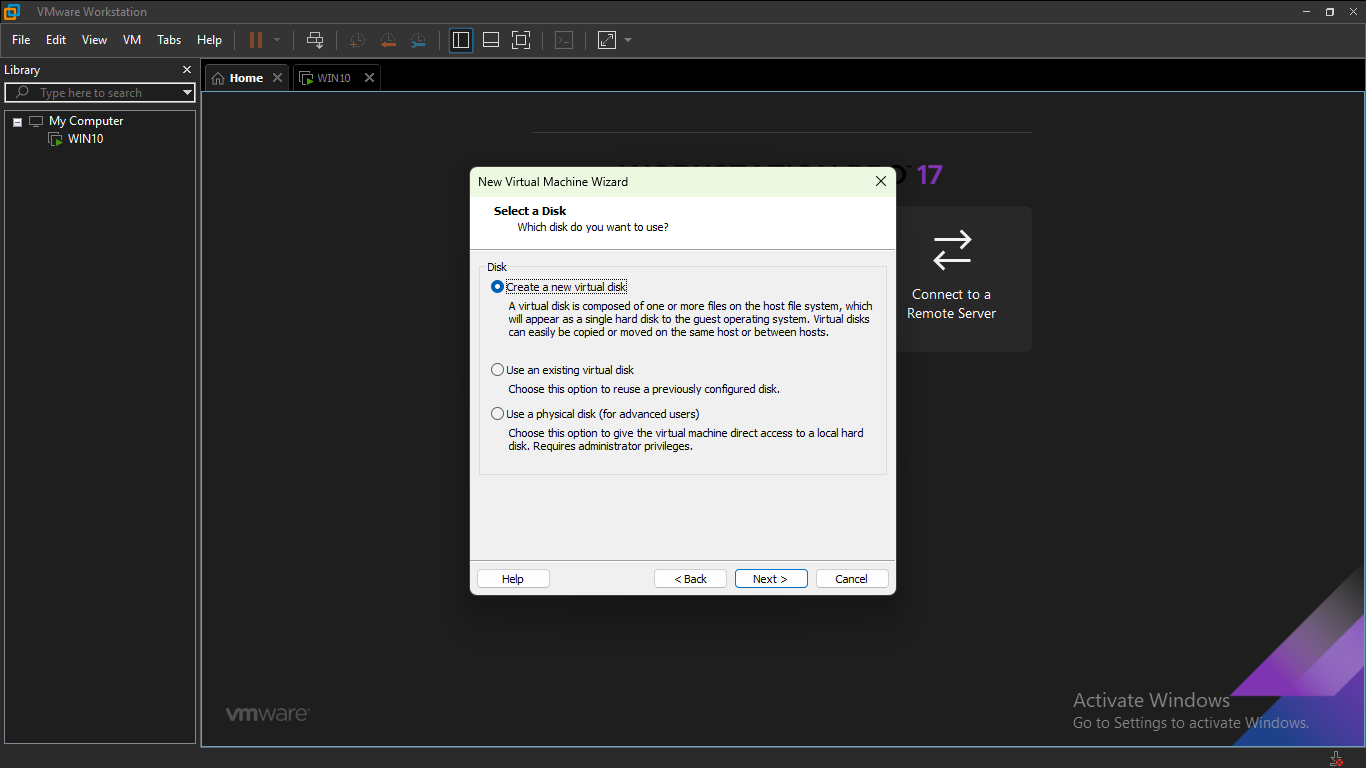 VMware Workstation
File Edit View VM Tabs Help
Library
Type here to search
My Computer
WIN10
Home
WIN10
17
New Virtual Machine Wizard
Select a Disk
Which disk do you want to use?
Disk
Create a new virtual disk
A virtual disk is composed of one or more files on the host file system, which
will appear as a single hard disk to the guest operating system. Virtual disks
can easily be copied or moved on the same host or between hosts.
Use an existing virtual disk
Choose this option to reuse a previously configured disk.
Use a physical disk (for advanced users)
Choose this option to give the virtual machine direct access to a local hard
disk. Requires administrator privileges.
Help < Back Next > Cancel
Connect to a
Remote Server
vmware
Activate Windows
Go to Settings to activate Windows.